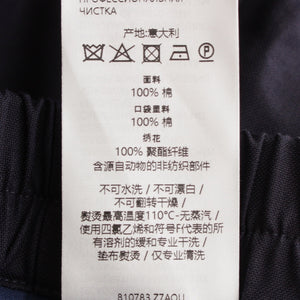 ПРОФЕССИОНАЛЬНАЯ
ЧИСТКА
产地:意大利
面料
100% 棉
口袋里料
100% 棉
绣花
100% 聚酯纤维
含源自动物的非纺织部件
不可水洗 / 不可漂白 /
不可翻转干燥 /
熨烫最高温度110°C-无蒸汽 /
使用四氯乙烯和符号F代表的所
有溶剂的缓和专业干洗 /
垫布熨烫 / 专业湿洗
810783 Z7AOU